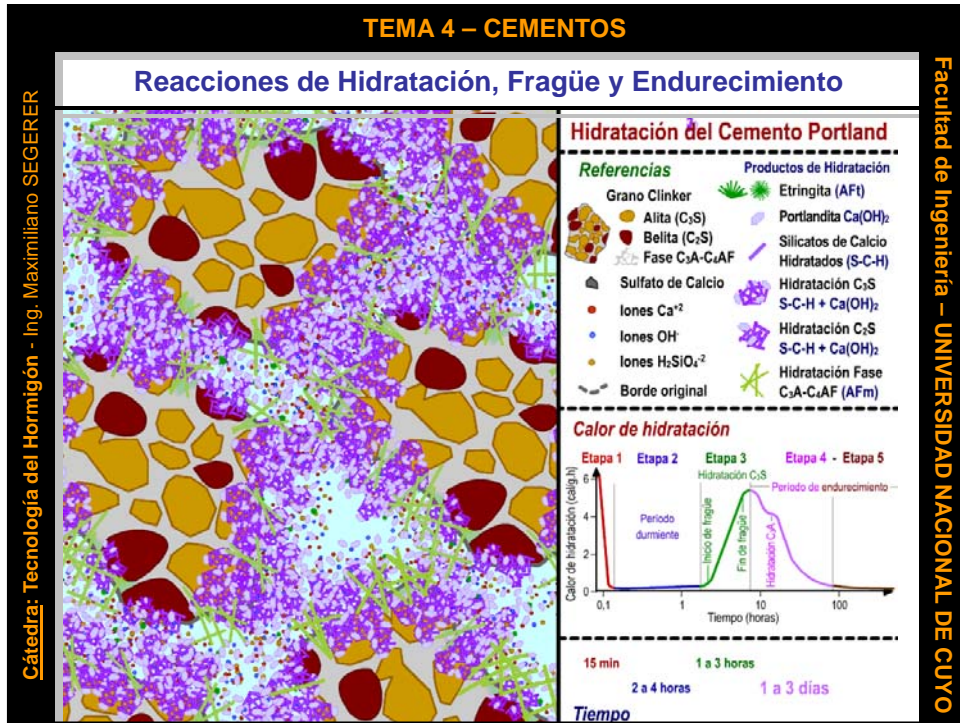 TEMA 4 – CEMENTOS
Reacciones de Hidratación, Fragüe y Endurecimiento
Cátedra: Tecnología del Hormigón - Ing. Maximiliano SEGERER
Facultad de Ingeniería – UNIVERSIDAD NACIONAL DE CUYO
Hidratación del Cemento Portland
Referencias
Grano Clinker
Alita (C₃S)
Belita (C₂S)
Fase C₃A-C₄AF
Sulfato de Calcio
Iones Ca⁺²
Iones OH⁻
Iones H₂SiO₄⁻²
Borde original
Productos de Hidratación
Etringita (AFt)
Portlandita Ca(OH)₂
Silicatos de Calcio
Hidratados (S-C-H)
Hidratación C₃S
S-C-H + Ca(OH)₂
Hidratación C₂S
S-C-H + Ca(OH)₂
Hidratación Fase
C₃A-C₄AF (AFm)
Calor de hidratación
Etapa 1 Etapa 2 Etapa 3 Etapa 4 - Etapa 5
Hidratación C₃S
Periodo de endurecimiento
Periodo
durmiente
Inicio de fragüe
Fin de fragüe
Hidratación C₃A
Calor de hidratación (cal/g.h)
6
4
2
0
0,1 1 10 100
Tiempo (horas)
15 min 1 a 3 horas
2 a 4 horas 1 a 3 días
Tiempo